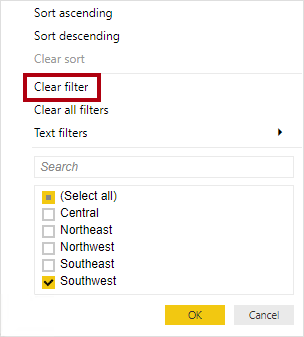 Sort ascending
Sort descending
Clear sort
Clear filter
Clear all filters
Text filters
Search
(Select all)
Central
Northeast
Northwest
Southeast
Southwest
OK Cancel